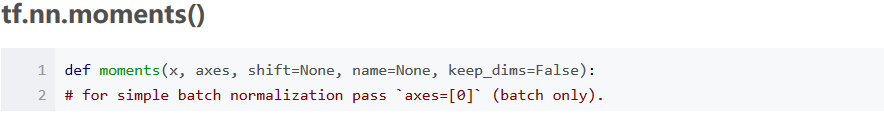 tf.nn.moments()
1 def moments(x, axes, shift=None, name=None, keep_dims=False):
2 # for simple batch normalization pass `axes=[0]` (batch only).